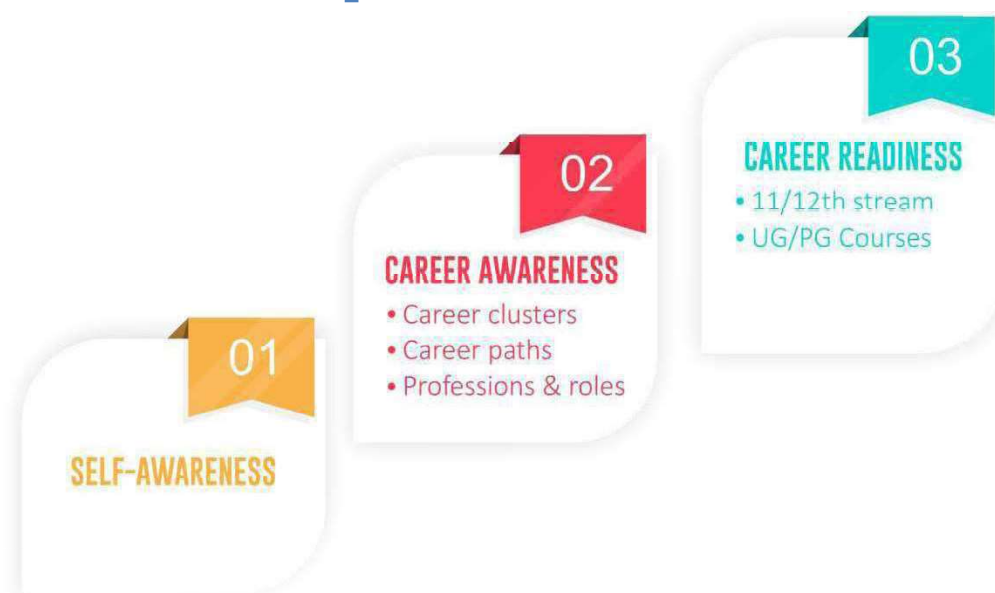 01
SELF-AWARENESS
02
CAREER AWARENESS
• Career clusters
• Career paths
• Professions & roles
03
CAREER READINESS
• 11/12th stream
• UG/PG Courses